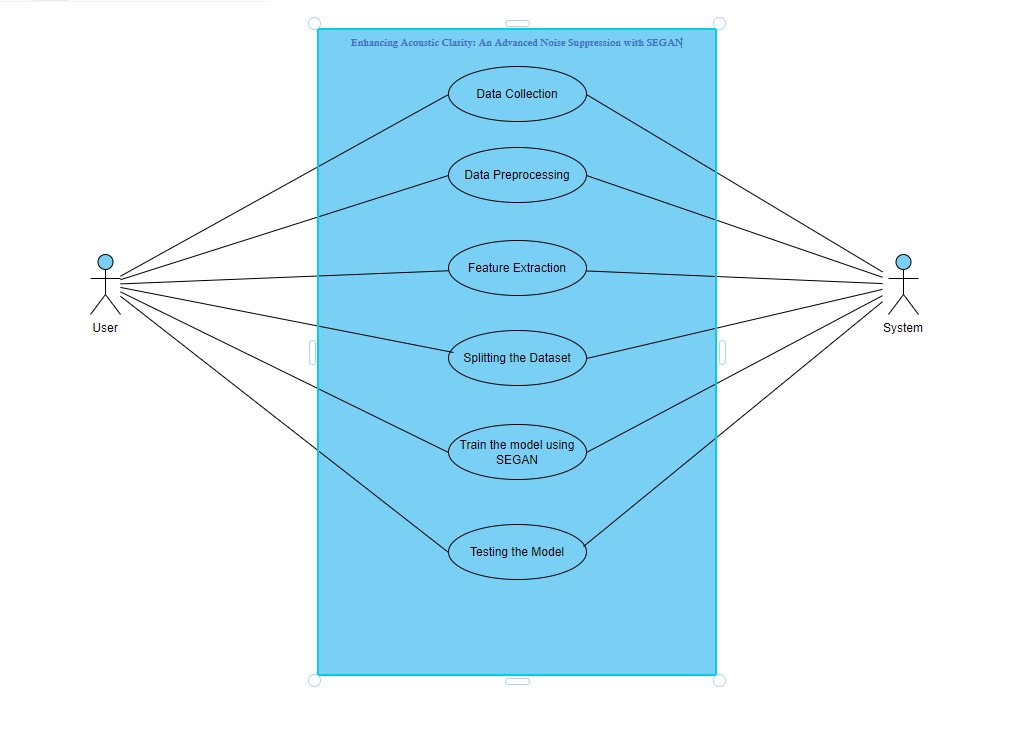 Enhancing Acoustic Clarity: An Advanced Noise Suppression with SEGAN
Data Collection
Data Preprocessing
Feature Extraction
User
System
Splitting the Dataset
Train the model using
SEGAN
Testing the Model